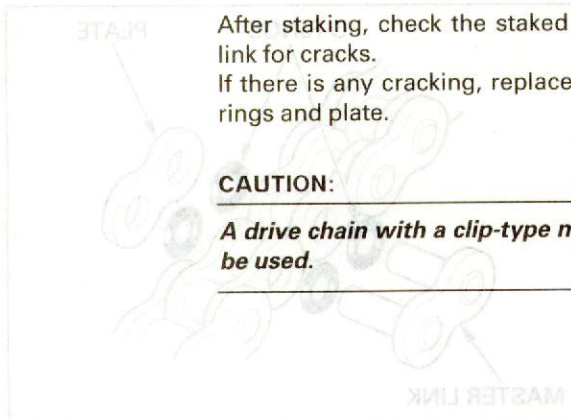 After staking, check the staked
link for cracks.
If there is any cracking, replace
rings and plate.
CAUTION:
A drive chain with a clip-type
be used.
PLATE
MASTER LINK